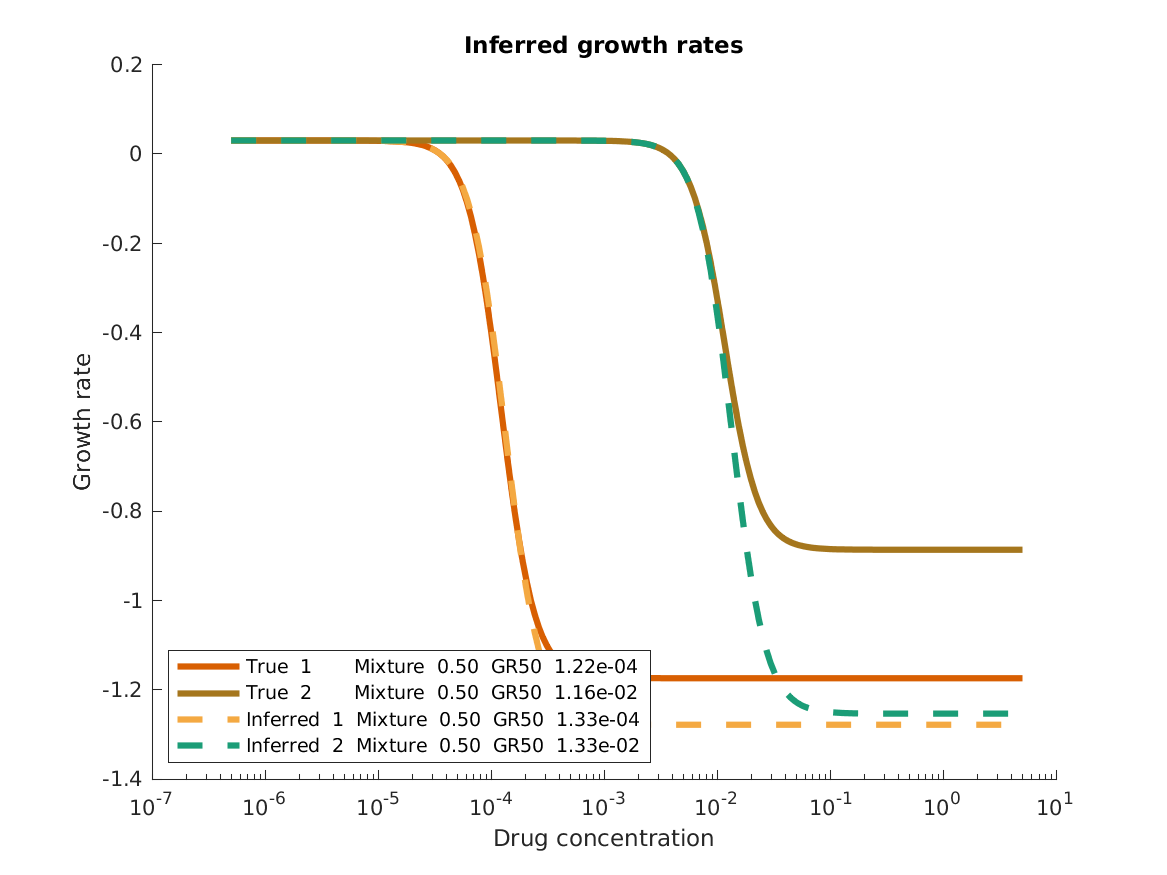 Inferred growth rates
0.2
0
-0.2
-0.4
-0.6
-0.8
-1
-1.2
-1.4
Growth rate
True 1 Mixture 0.50 GR50 1.22e-04
True 2 Mixture 0.50 GR50 1.16e-02
Inferred 1 Mixture 0.50 GR50 1.33e-04
Inferred 2 Mixture 0.50 GR50 1.33e-02
10^-7 10^-6 10^-5 10^-4 10^-3 10^-2 10^-1 10^0 10^1
Drug concentration